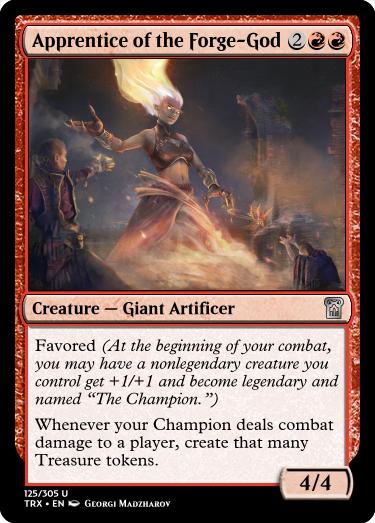 Apprentice of the Forge-God 2
Creature — Giant Artificer
Favored (At the beginning of your combat,
you may have a nonlegendary creature you
control get +1/+1 and become legendary and
named “The Champion.”)
Whenever your Champion deals combat
damage to a player, create that many
Treasure tokens.
4/4
125/305 U
TRX • EN Georgi Madzharov